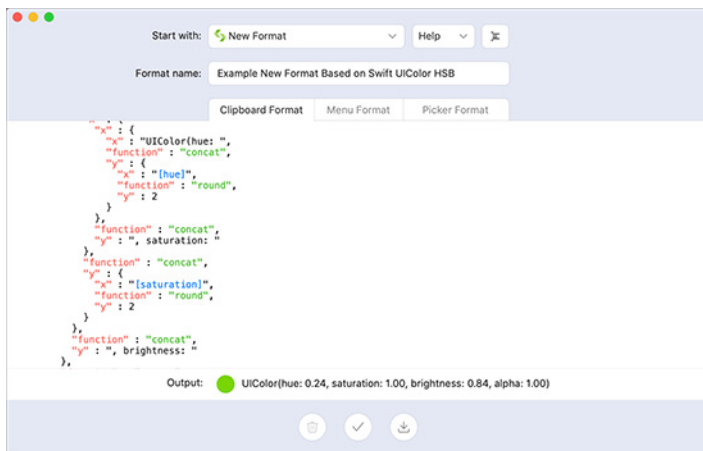 Start with: New Format Help
Format name: Example New Format Based on Swift UIColor HSB
Clipboard Format Menu Format Picker Format
"x" : {
"x" : "UIColor(hue: ",
"function" : "concat",
"y" : {
"x" : "[hue]",
"function" : "round",
"y" : 2
}
},
"function" : "concat",
"y" : ", saturation: "
},
"function" : "concat",
"y" : {
"x" : "[saturation]",
"function" : "round",
"y" : 2
}
},
"function" : "concat",
"y" : ", brightness: "
},
Output: UIColor(hue: 0.24, saturation: 1.00, brightness: 0.84, alpha: 1.00)